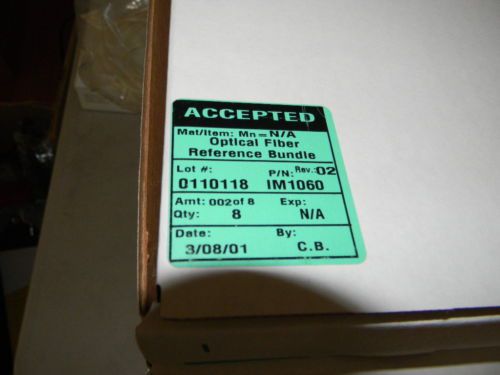 ACCEPTED
Mat/Item: Mn = N/A
Optical Fiber
Reference Bundle
Lot #: P/N: Rev.: 02
0110118 IM1060
Amt: 002 of 8 Exp:
Qty: 8 N/A
Date: By:
3/08/01 C.B.